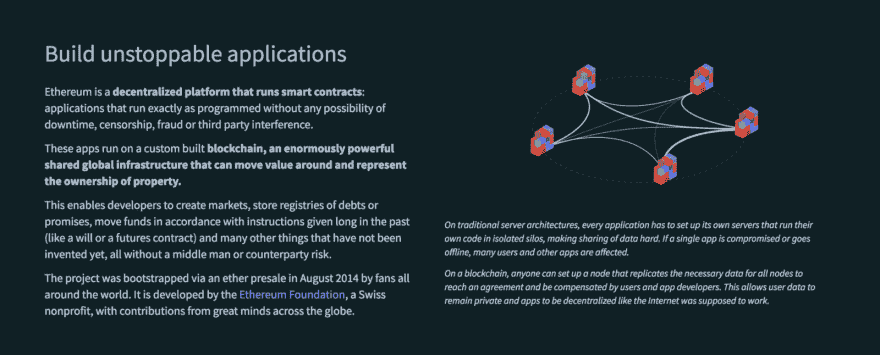 Build unstoppable applications
Ethereum is a decentralized platform that runs smart contracts:
applications that run exactly as programmed without any possibility of
downtime, censorship, fraud or third party interference.
These apps run on a custom built blockchain, an enormously powerful
shared global infrastructure that can move value around and represent
the ownership of property.
This enables developers to create markets, store registries of debts or
promises, move funds in accordance with instructions given long in the past
(like a will or a futures contract) and many other things that have not been
invented yet, all without a middle man or counterparty risk.
The project was bootstrapped via an ether presale in August 2014 by fans all
around the world. It is developed by the Ethereum Foundation, a Swiss
nonprofit, with contributions from great minds across the globe.
On traditional server architectures, every application has to set up its own servers that run their
own code in isolated silos, making sharing of data hard. If a single app is compromised or goes
offline, many users and other apps are affected.
On a blockchain, anyone can set up a node that replicates the necessary data for all nodes to
reach an agreement and be compensated by users and app developers. This allows user data to
remain private and apps to be decentralized like the Internet was supposed to work.